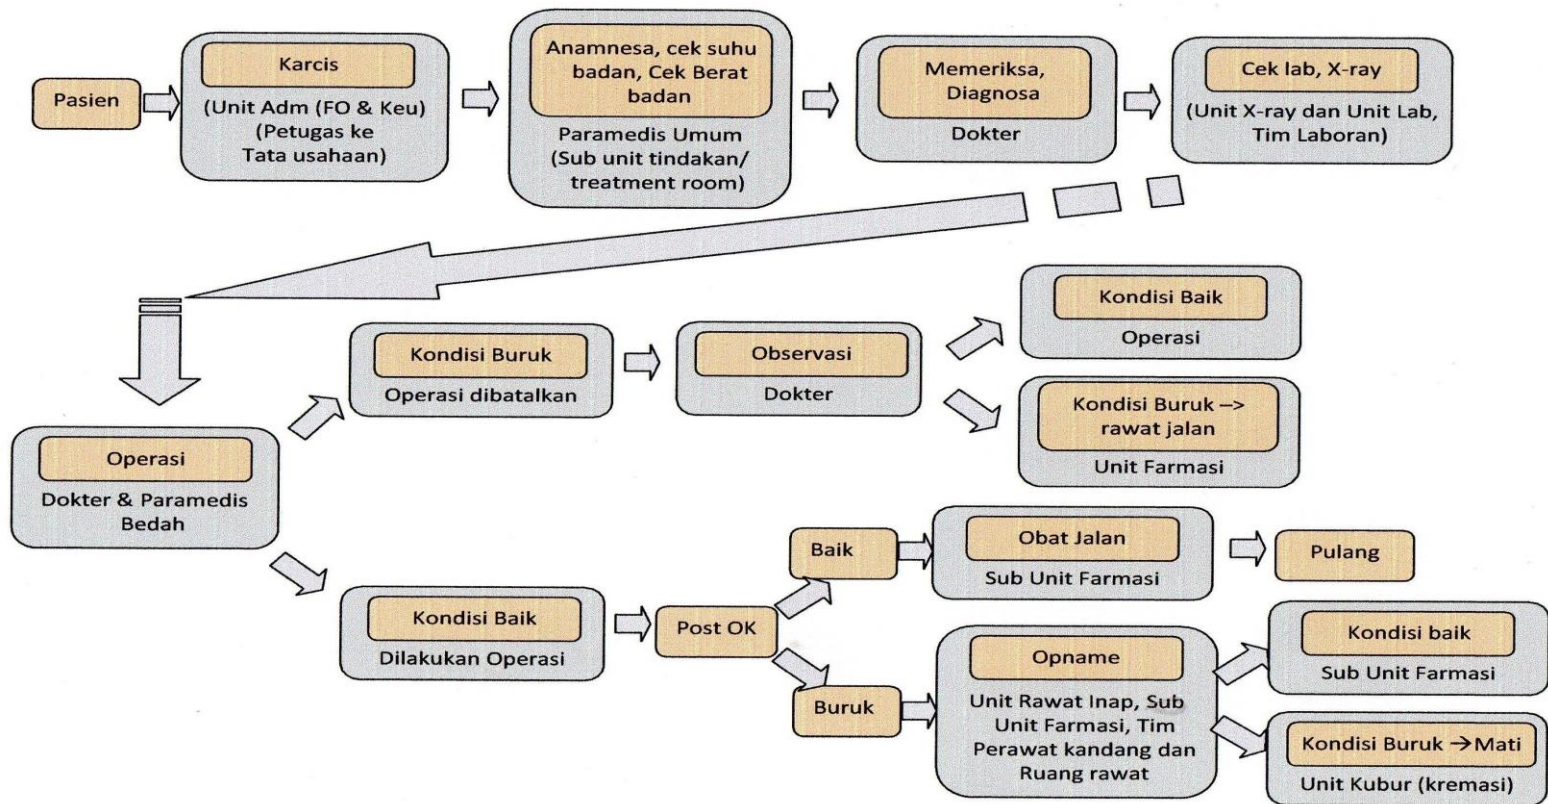 Pasien
Karcis
(Unit Adm (FO & Keu)
(Petugas ke
Tata usahaan)
Anamnesa, cek suhu
badan, Cek Berat
badan
Paramedis Umum
(Sub unit tindakan/
treatment room)
Memeriksa,
Diagnosa
Dokter
Cek lab, X-ray
(Unit X-ray dan Unit Lab,
Tim Laboran)
Operasi
Dokter & Paramedis
Bedah
Kondisi Buruk
Operasi dibatalkan
Observasi
Dokter
Kondisi Baik
Operasi
Kondisi Buruk –>
rawat jalan
Unit Farmasi
Kondisi Baik
Dilakukan Operasi
Post OK
Baik
Obat Jalan
Sub Unit Farmasi
Pulang
Buruk
Opname
Unit Rawat Inap, Sub
Unit Farmasi, Tim
Perawat kandang dan
Ruang rawat
Kondisi baik
Sub Unit Farmasi
Kondisi Buruk →Mati
Unit Kubur (kremasi)